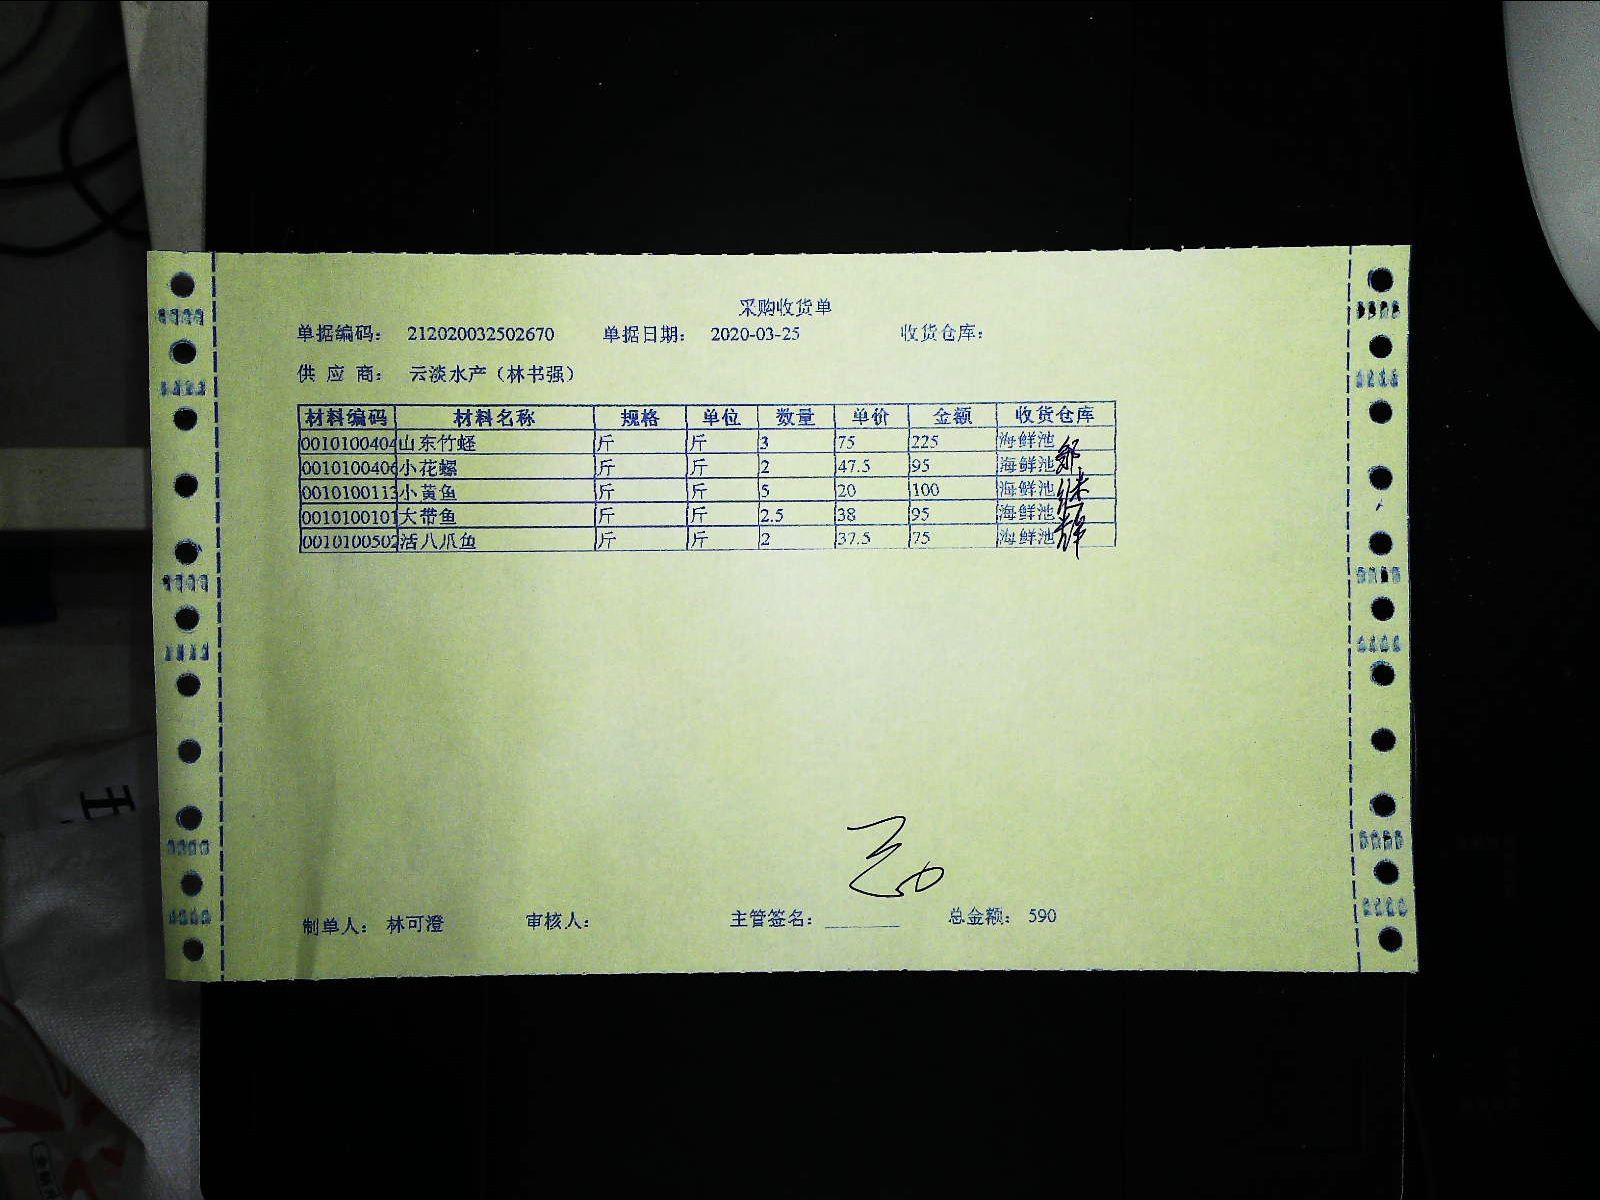 采购收货单
单据编码： 212020032502670 单据日期： 2020-03-25 收货仓库：
供 应 商： 云淡水产（林书强）
材料编码 材料名称 规格 单位 数量 单价 金额 收货仓库
0010100404 山东竹蛏 斤 斤 3 75 225 海鲜池
0010100406 小花螺 斤 斤 2 47.5 95 海鲜池
0010100113 小黄鱼 斤 斤 5 20 100 海鲜池
0010100101 大带鱼 斤 斤 2.5 38 95 海鲜池
0010100502 活八爪鱼 斤 斤 2 37.5 75 海鲜池
制单人： 林可澄 审核人： 主管签名： 总金额： 590